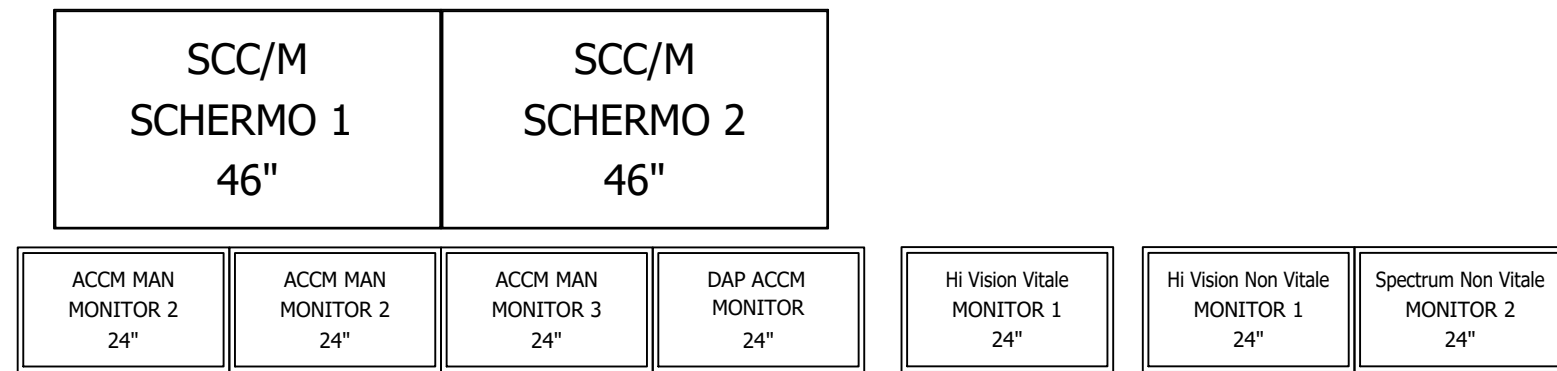 SCC/M
SCHERMO 1
46"
SCC/M
SCHERMO 2
46"
ACCM MAN
MONITOR 2
24"
ACCM MAN
MONITOR 2
24"
ACCM MAN
MONITOR 3
24"
DAP ACCM
MONITOR
24"
Hi Vision Vitale
MONITOR 1
24"
Hi Vision Non Vitale
MONITOR 1
24"
Spectrum Non Vitale
MONITOR 2
24"